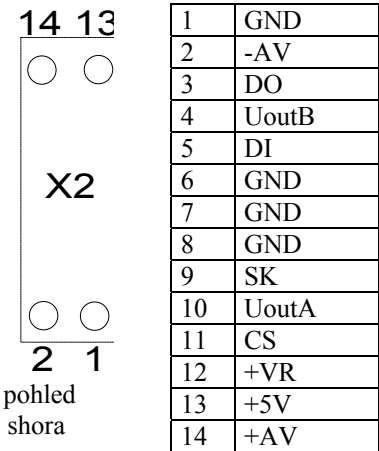 14 13
X2
2 1
pohled
shora
1 GND
2 -AV
3 DO
4 UoutB
5 DI
6 GND
7 GND
8 GND
9 SK
10 UoutA
11 CS
12 +VR
13 +5V
14 +AV